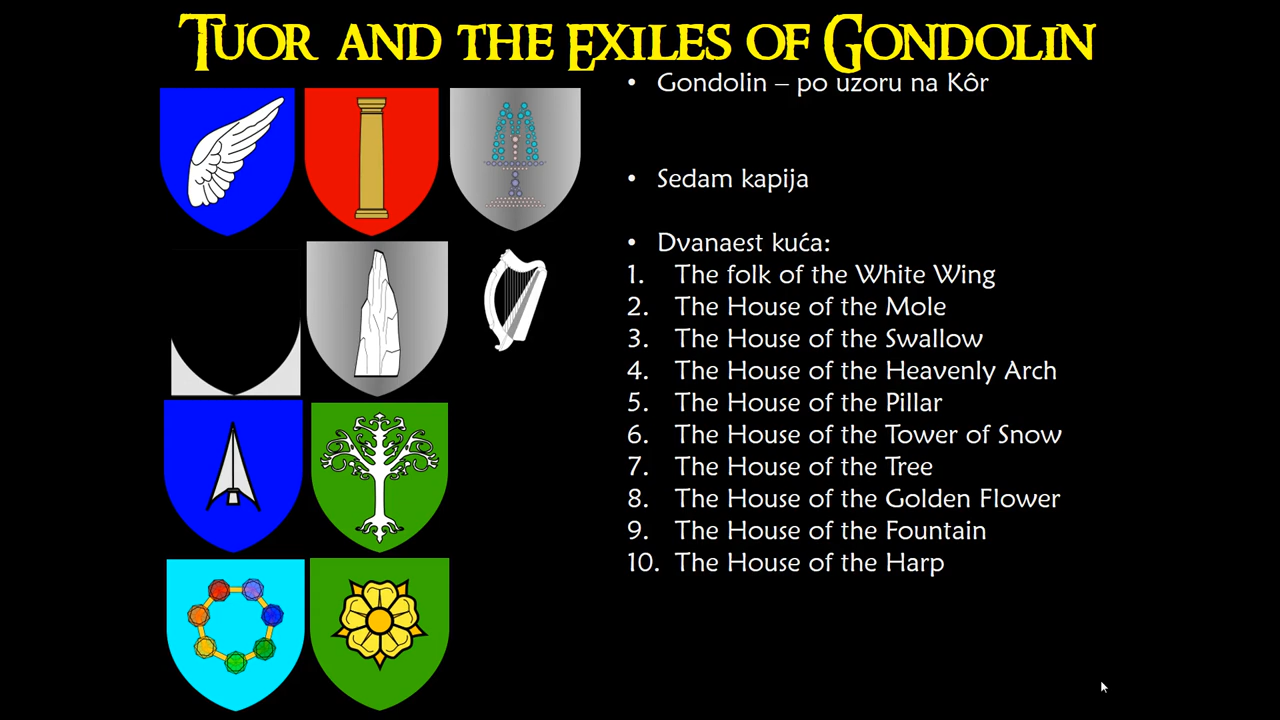 Tuor and the Exiles of Gondolin
• Gondolin – po uzoru na Kôr
• Sedam kapija
• Dvanaest kuća:
1. The folk of the White Wing
2. The House of the Mole
3. The House of the Swallow
4. The House of the Heavenly Arch
5. The House of the Pillar
6. The House of the Tower of Snow
7. The House of the Tree
8. The House of the Golden Flower
9. The House of the Fountain
10. The House of the Harp